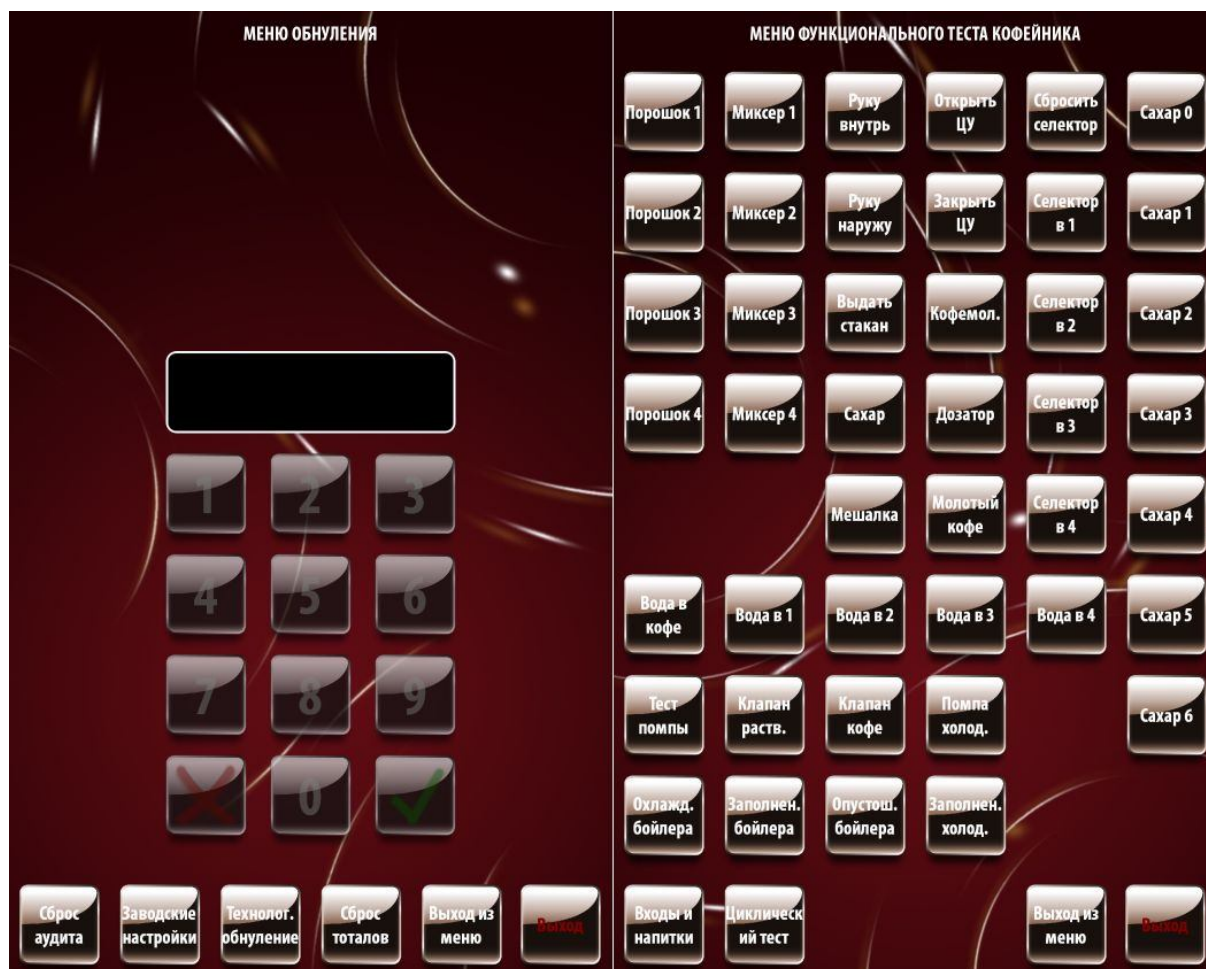 МЕНЮ ОБНУЛЕНИЯ
1 2 3
4 5 6
7 8 9
0
Сброс
аудита
Заводские
настройки
Технолог.
обнуление
Сброс
тоталов
Выход из
меню
Выход
МЕНЮ ФУНКЦИОНАЛЬНОГО ТЕСТА КОФЕЙНИКА
Порошок 1
Миксер 1
Руку
внутрь
Открыть
ЦУ
Сбросить
селектор
Сахар 0
Порошок 2
Миксер 2
Руку
наружу
Закрыть
ЦУ
Селектор
в 1
Сахар 1
Порошок 3
Миксер 3
Выдать
стакан
Кофемол.
Селектор
в 2
Сахар 2
Порошок 4
Миксер 4
Сахар
Дозатор
Селектор
в 3
Сахар 3
Мешалка
Молотый
кофе
Селектор
в 4
Сахар 4
Вода в
кофе
Вода в 1
Вода в 2
Вода в 3
Вода в 4
Сахар 5
Тест
помпы
Клапан
раств.
Клапан
кофе
Помпа
холод.
Сахар 6
Охлажд.
бойлера
Заполнен.
бойлера
Опустош.
бойлера
Заполнен.
холод.
Входы и
напитки
Циклическ
ий тест
Выход из
меню
Выход